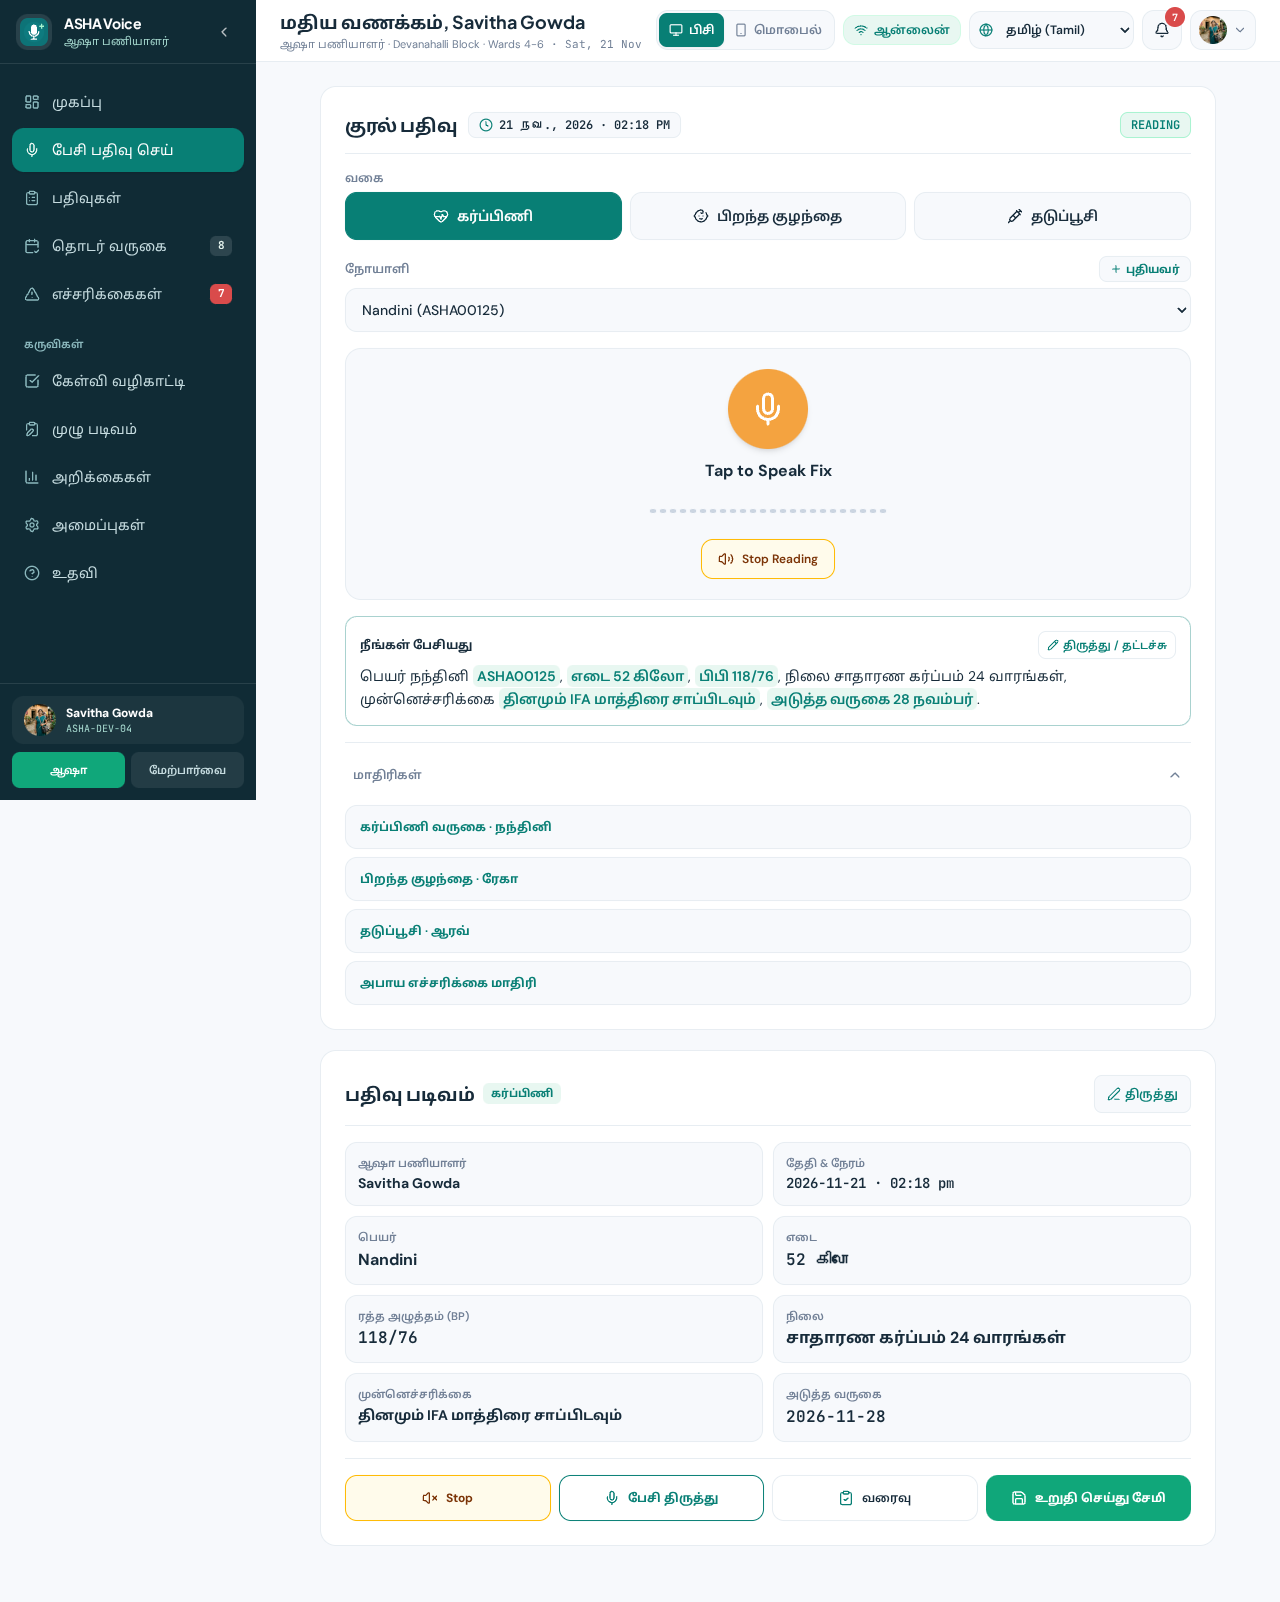 ASHA Voice
ஆஷா பணியாளர்
முகப்பு
பேசி பதிவு செய்
பதிவுகள்
தொடர் வருகை 8
எச்சரிக்கைகள் 7
கருவிகள்
கேள்வி வழிகாட்டி
முழு படிவம்
அறிக்கைகள்
அமைப்புகள்
உதவி
Savitha Gowda
ASHA-DEV-04
ஆஷா மேற்பார்வை
மதிய வணக்கம், Savitha Gowda
ஆஷா பணியாளர் · Devanahalli Block · Wards 4–6 · Sat, 21 Nov
பிசி மொபைல் ஆன்லைன் தமிழ் (Tamil) 7
குரல் பதிவு 21 நவ., 2026 · 02:18 PM READING
வகை
கர்ப்பிணி பிறந்த குழந்தை தடுப்பூசி
நோயாளி + புதியவர்
Nandini (ASHA00125)
Tap to Speak Fix
Stop Reading
நீங்கள் பேசியது திருத்து / தட்டச்சு
பெயர் நந்தினி ASHA00125 , எடை 52 கிலோ , பிபி 118/76 , நிலை சாதாரண கர்ப்பம் 24 வாரங்கள்,
முன்னெச்சரிக்கை தினமும் IFA மாத்திரை சாப்பிடவும் , அடுத்த வருகை 28 நவம்பர் .
மாதிரிகள்
கர்ப்பிணி வருகை · நந்தினி
பிறந்த குழந்தை · ரேகா
தடுப்பூசி · ஆரவ்
அபாய எச்சரிக்கை மாதிரி
பதிவு படிவம் கர்ப்பிணி திருத்து
ஆஷா பணியாளர்
Savitha Gowda
தேதி & நேரம்
2026-11-21 · 02:18 pm
பெயர்
Nandini
எடை
52 கிலோ
ரத்த அழுத்தம் (BP)
118/76
நிலை
சாதாரண கர்ப்பம் 24 வாரங்கள்
முன்னெச்சரிக்கை
தினமும் IFA மாத்திரை சாப்பிடவும்
அடுத்த வருகை
2026-11-28
Stop பேசி திருத்து வரைவு உறுதி செய்து சேமி